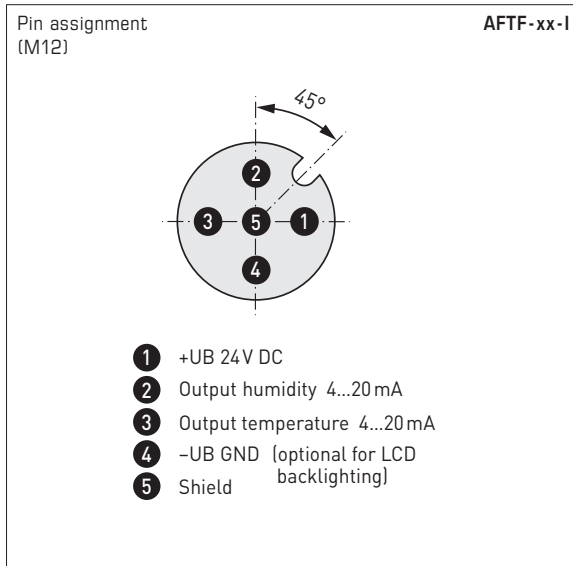 Pin assignment
(M12)
AFTF-xx-I
45°
2
3
5
1
4
1 +UB 24V DC
2 Output humidity 4...20 mA
3 Output temperature 4...20 mA
4 –UB GND (optional for LCD
backlighting)
5 Shield